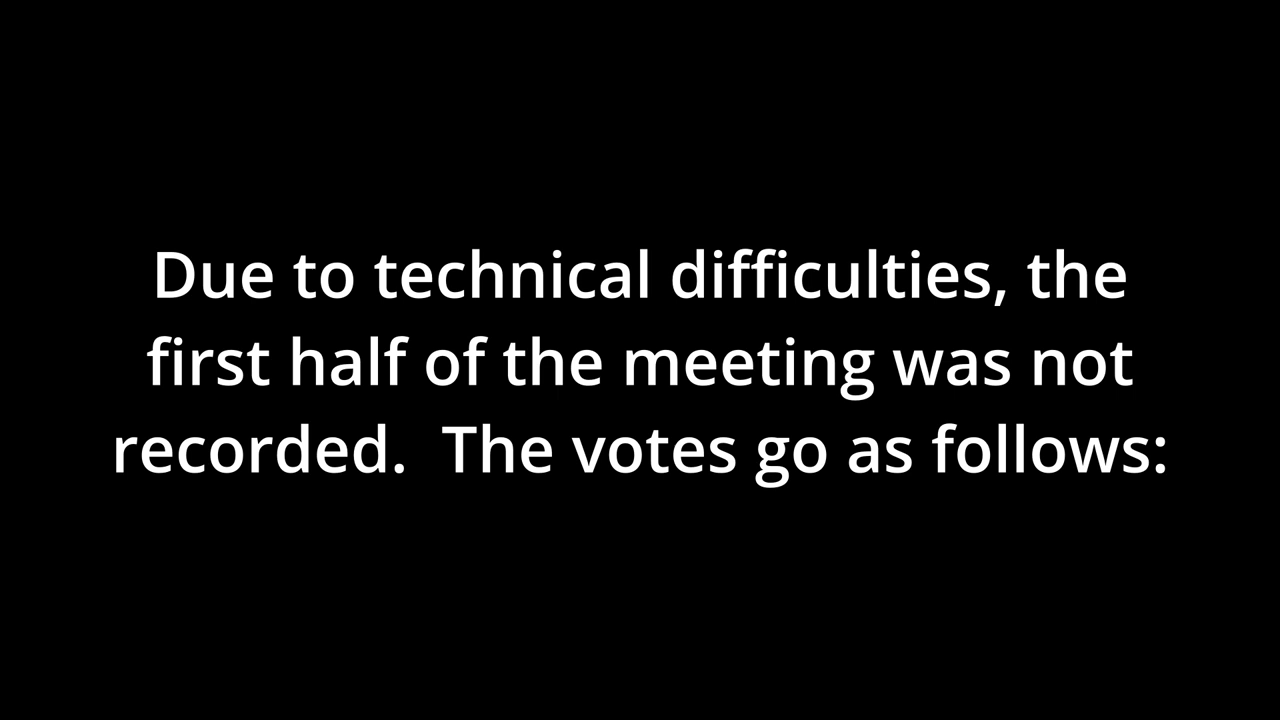 Due to technical difficulties, the
first half of the meeting was not
recorded.  The votes go as follows: